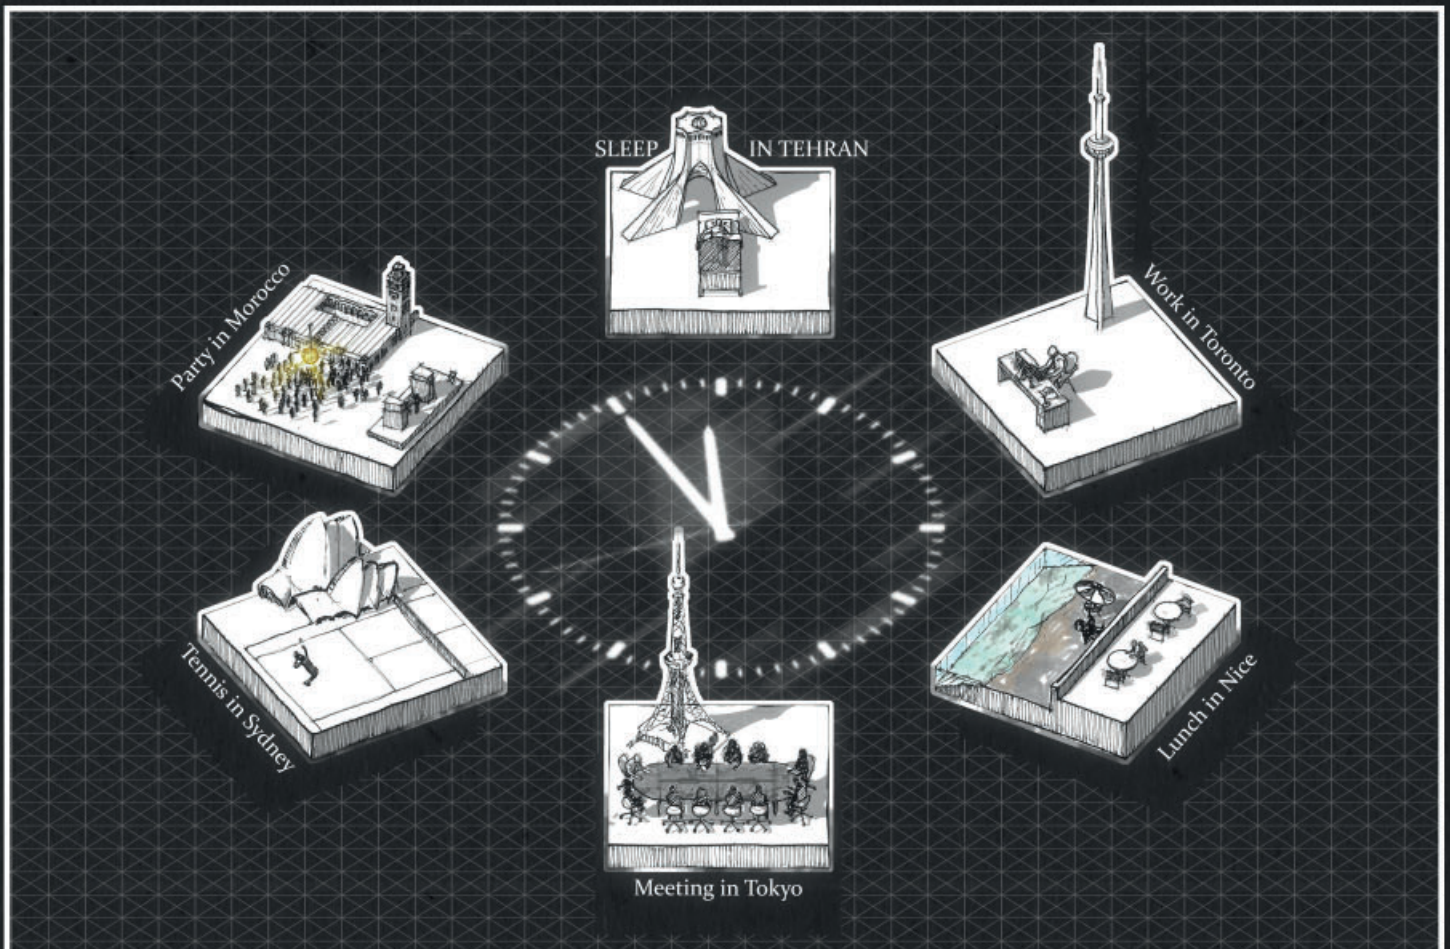 SLEEP IN TEHRAN
Work in Toronto
Party in Morocco
Tennis in Sydney
Lunch in Nice
Meeting in Tokyo